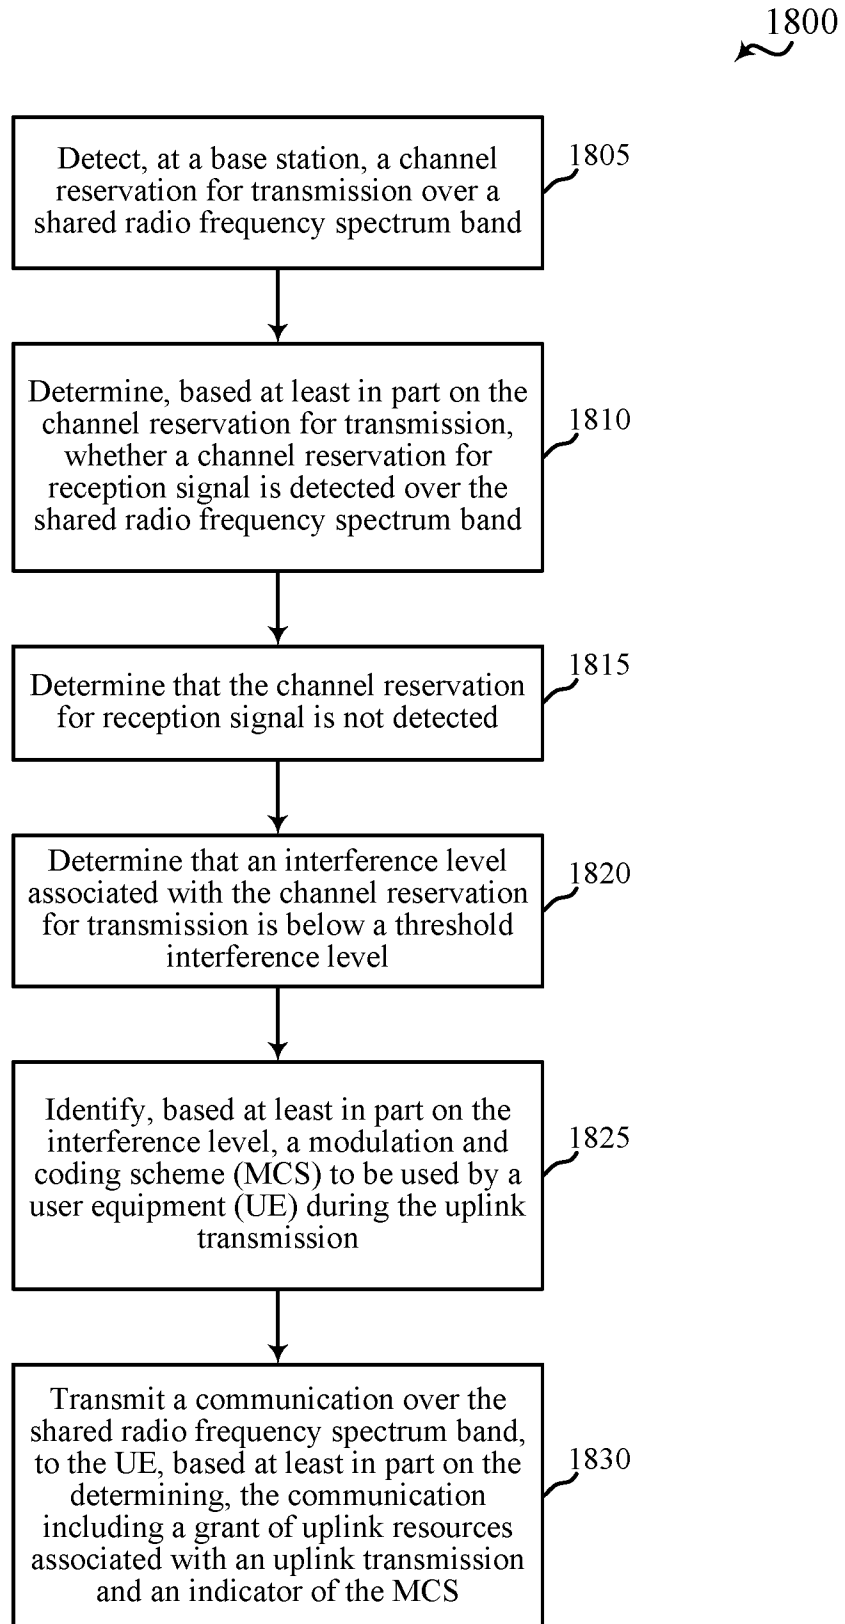 1800
Detect, at a base station, a channel
reservation for transmission over a
shared radio frequency spectrum band
1805
Determine, based at least in part on the
channel reservation for transmission,
whether a channel reservation for
reception signal is detected over the
shared radio frequency spectrum band
1810
Determine that the channel reservation
for reception signal is not detected
1815
Determine that an interference level
associated with the channel reservation
for transmission is below a threshold
interference level
1820
Identify, based at least in part on the
interference level, a modulation and
coding scheme (MCS) to be used by a
user equipment (UE) during the uplink
transmission
1825
Transmit a communication over the
shared radio frequency spectrum band,
to the UE, based at least in part on the
determining, the communication
including a grant of uplink resources
associated with an uplink transmission
and an indicator of the MCS
1830